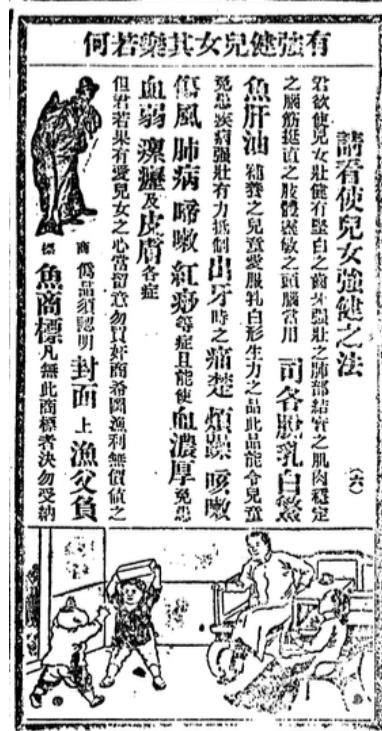 有強健兒女其樂若何
請看使兒女強健之法
(六)
君欲使兒女壯健有堅白之齒牙強壯之肺部結實之肌肉穩定
之腦筋挺直之肢體靈敏之頭腦常用 司各脫乳白鰵
魚肝油 補養之兒童愛服乳白形生力之品此品能令兒童
免患疾病強壯有力抵制出牙時之痛楚 煩躁 咳嗽
傷風 肺病 啼嗽 紅痧等症且能使血濃厚免患
血弱 瘰癧及皮膚各症
但君若果有愛兒女之心當留意勿買奸商希圖漁利無價值之
偽品須認明封面上漁父負
魚商標凡無此商標者決勿受納
商標